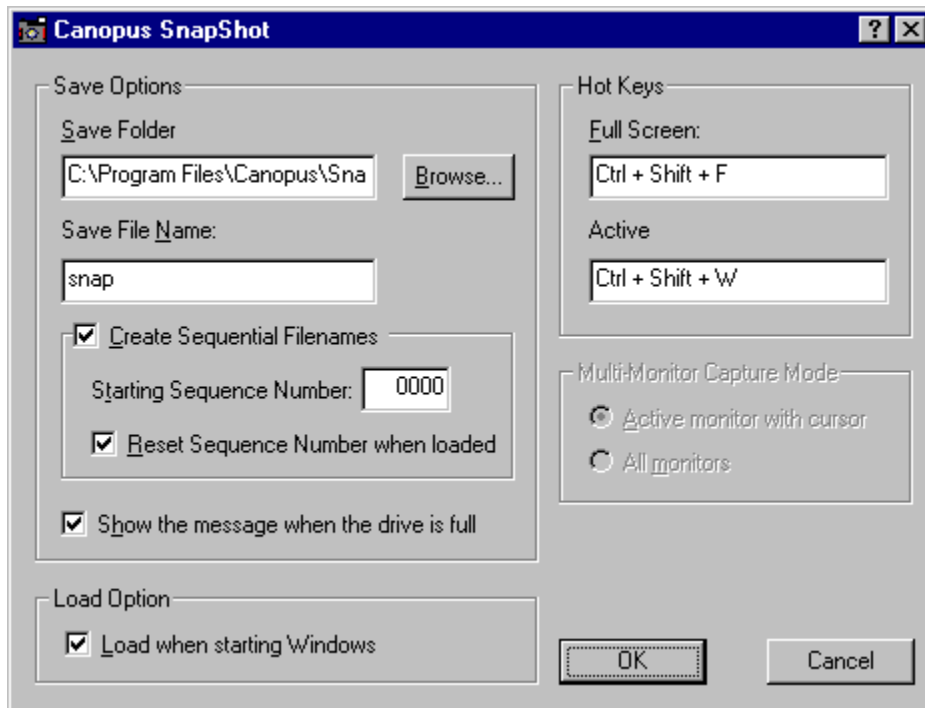 Canopus SnapShot
Save Options
Save Folder
C:\Program Files\Canopus\Sna
Browse...
Save File Name:
snap
Create Sequential Filenames
Starting Sequence Number: 0000
Reset Sequence Number when loaded
Show the message when the drive is full
Load Option
Load when starting Windows
Hot Keys
Full Screen:
Ctrl + Shift + F
Active
Ctrl + Shift + W
Multi-Monitor Capture Mode
Active monitor with cursor
All monitors
OK
Cancel